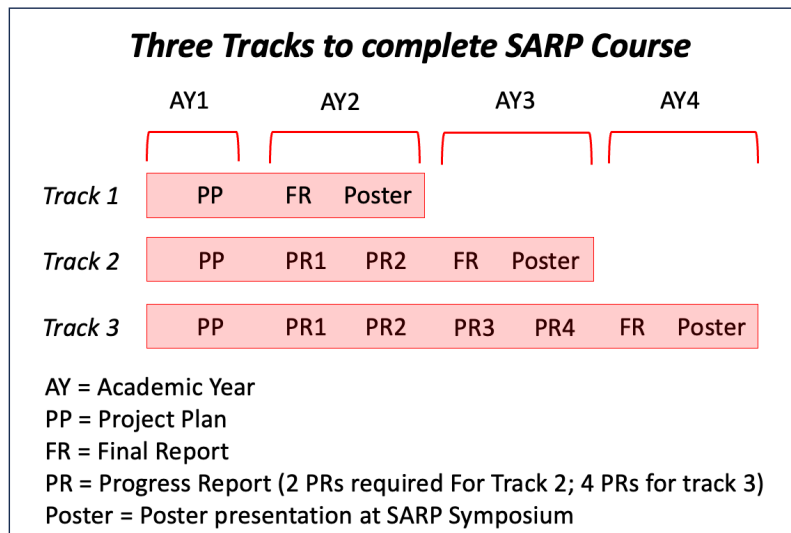 Three Tracks to complete SARP Course
AY1 AY2 AY3 AY4
Track 1 PP FR Poster
Track 2 PP PR1 PR2 FR Poster
Track 3 PP PR1 PR2 PR3 PR4 FR Poster
AY = Academic Year
PP = Project Plan
FR = Final Report
PR = Progress Report (2 PRs required For Track 2; 4 PRs for track 3)
Poster = Poster presentation at SARP Symposium